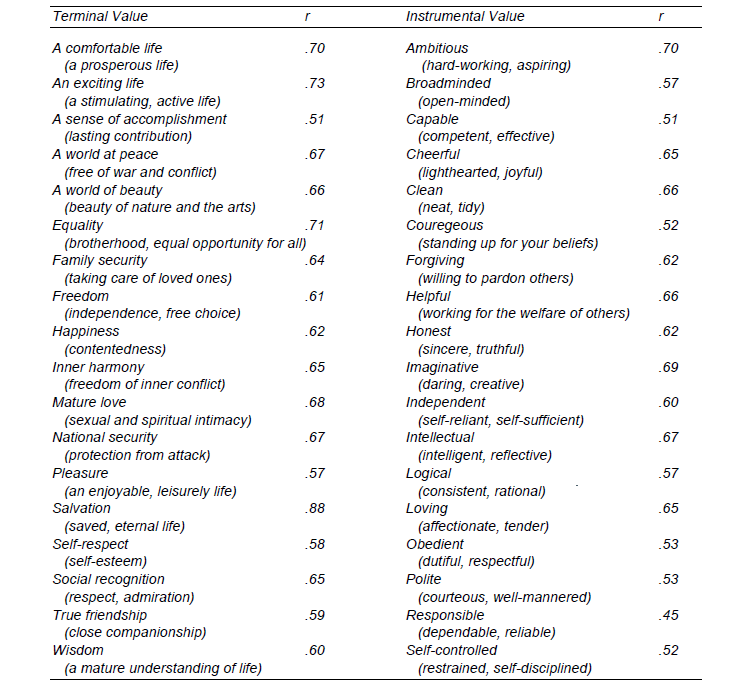 Terminal Value r Instrumental Value r
A comfortable life .70 Ambitious .70
(a prosperous life) (hard-working, aspiring)
An exciting life .73 Broadminded .57
(a stimulating, active life) (open-minded)
A sense of accomplishment .51 Capable .51
(lasting contribution) (competent, effective)
A world at peace .67 Cheerful .65
(free of war and conflict) (lighthearted, joyful)
A world of beauty .66 Clean .66
(beauty of nature and the arts) (neat, tidy)
Equality .71 Couregeous .52
(brotherhood, equal opportunity for all) (standing up for your beliefs)
Family security .64 Forgiving .62
(taking care of loved ones) (willing to pardon others)
Freedom .61 Helpful .66
(independence, free choice) (working for the welfare of others)
Happiness .62 Honest .62
(contentedness) (sincere, truthful)
Inner harmony .65 Imaginative .69
(freedom of inner conflict) (daring, creative)
Mature love .68 Independent .60
(sexual and spiritual intimacy) (self-reliant, self-sufficient)
National security .67 Intellectual .67
(protection from attack) (intelligent, reflective)
Pleasure .57 Logical .57
(an enjoyable, leisurely life) (consistent, rational)
Salvation .88 Loving .65
(saved, eternal life) (affectionate, tender)
Self-respect .58 Obedient .53
(self-esteem) (dutiful, respectful)
Social recognition .65 Polite .53
(respect, admiration) (courteous, well-mannered)
True friendship .59 Responsible .45
(close companionship) (dependable, reliable)
Wisdom .60 Self-controlled .52
(a mature understanding of life) (restrained, self-disciplined)